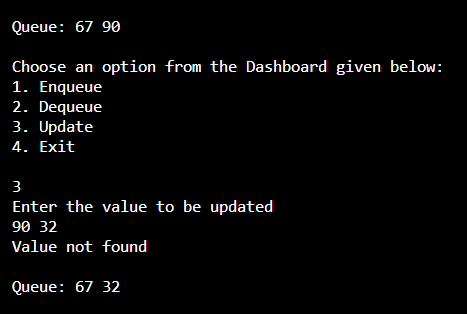 Queue: 67 90
Choose an option from the Dashboard given below:
1. Enqueue
2. Dequeue
3. Update
4. Exit
3
Enter the value to be updated
90 32
Value not found
Queue: 67 32